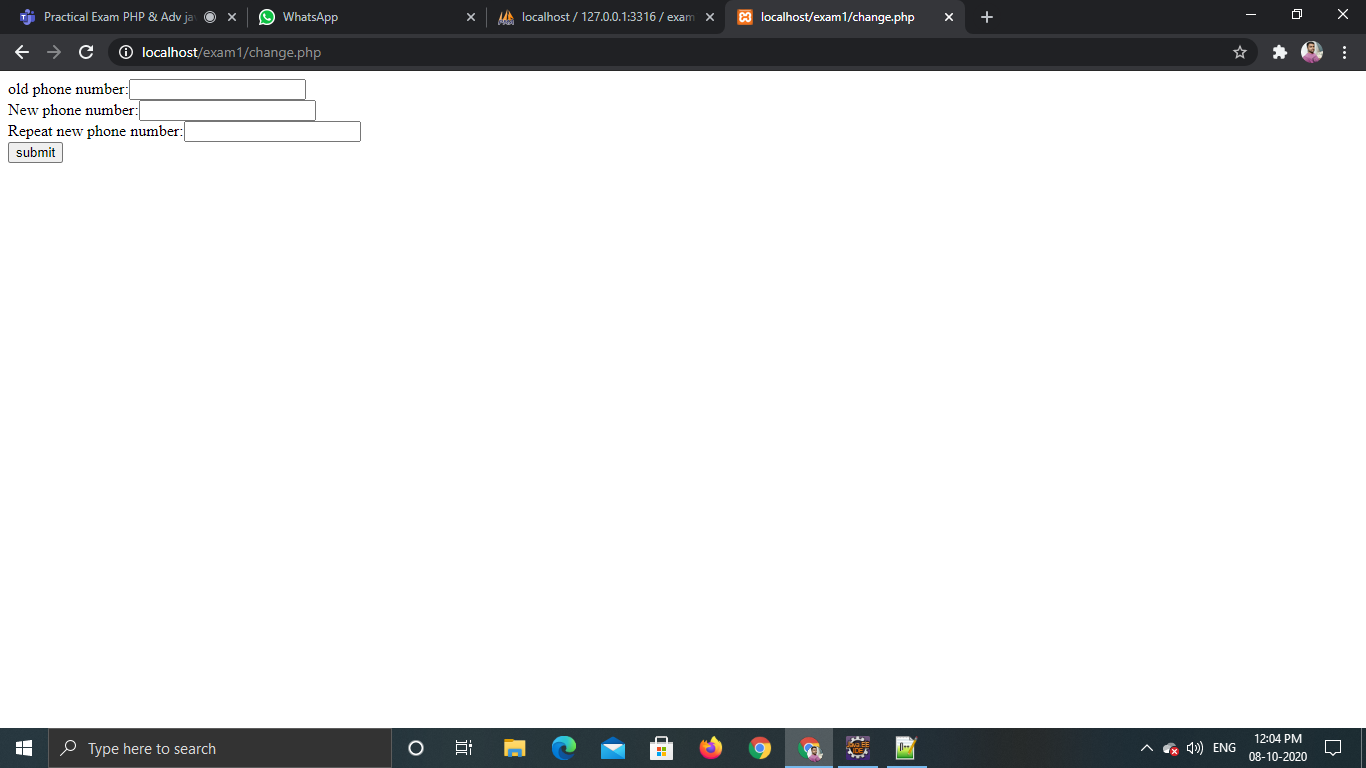 Practical Exam PHP & Adv ja
WhatsApp
localhost / 127.0.0.1:3316 / exam
localhost/exam1/change.php
localhost/exam1/change.php
old phone number:
New phone number:
Repeat new phone number:
submit
Type here to search
ENG
12:04 PM
08-10-2020